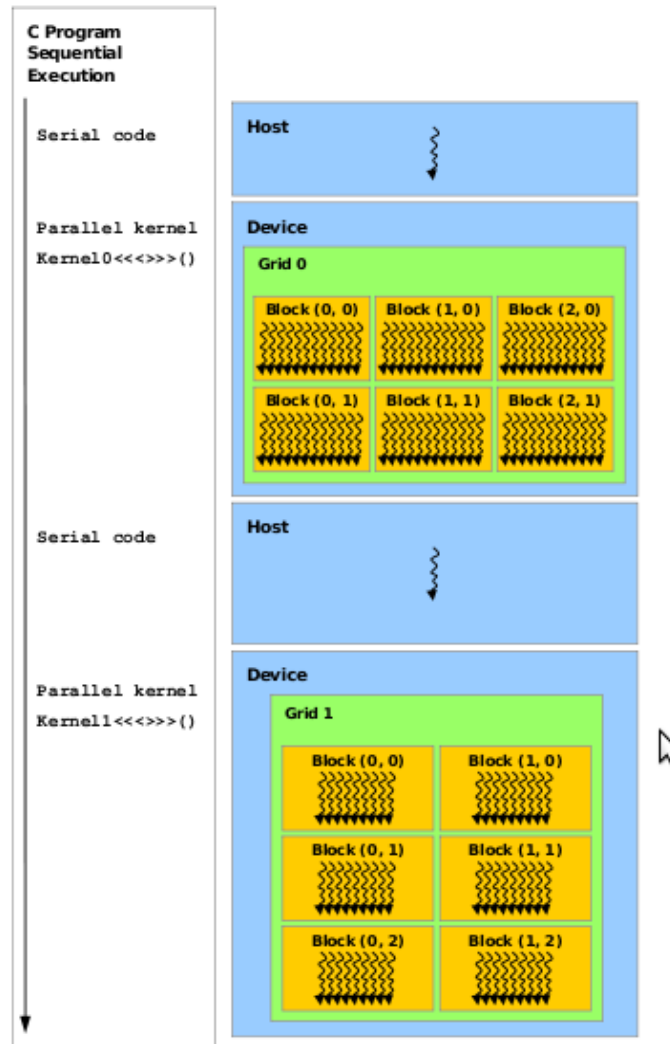 C Program
Sequential
Execution
Serial code
Host
Parallel kernel
Kernel0<<<>>>()
Device
Grid 0
Block (0, 0) Block (1, 0) Block (2, 0)
Block (0, 1) Block (1, 1) Block (2, 1)
Serial code
Host
Parallel kernel
Kernel1<<<>>>()
Device
Grid 1
Block (0, 0) Block (1, 0)
Block (0, 1) Block (1, 1)
Block (0, 2) Block (1, 2)